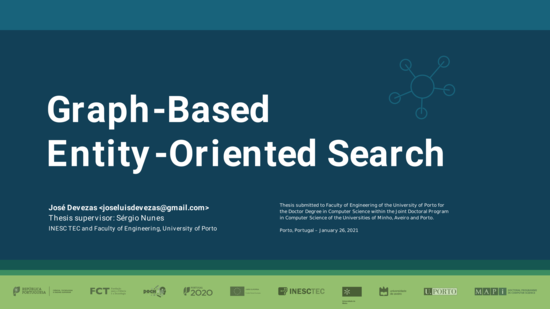 Graph-Based
Entity-Oriented Search
José Devezas <joseluisdevezas@gmail.com>
Thesis supervisor: Sérgio Nunes
INESC TEC and Faculty of Engineering, University of Porto
Thesis submitted to Faculty of Engineering of the University of Porto for
the Doctor Degree in Computer Science within the Joint Doctoral Program
in Computer Science of the Universities of Minho, Aveiro and Porto.
Porto, Portugal – January 26, 2021
REPÚBLICA
PORTUGUESA
FCT
2020
INESCTEC
U.PORTO
MAP-i